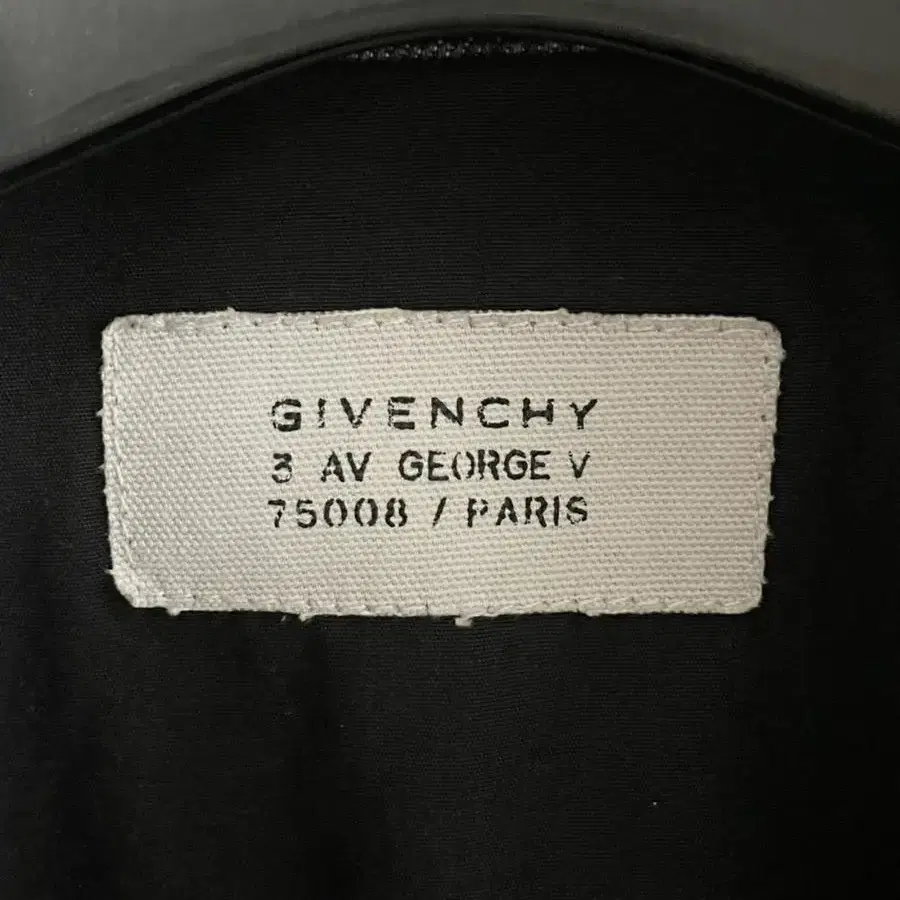 GIVENCHY
3 AV GEORGE V
75008 / PARIS